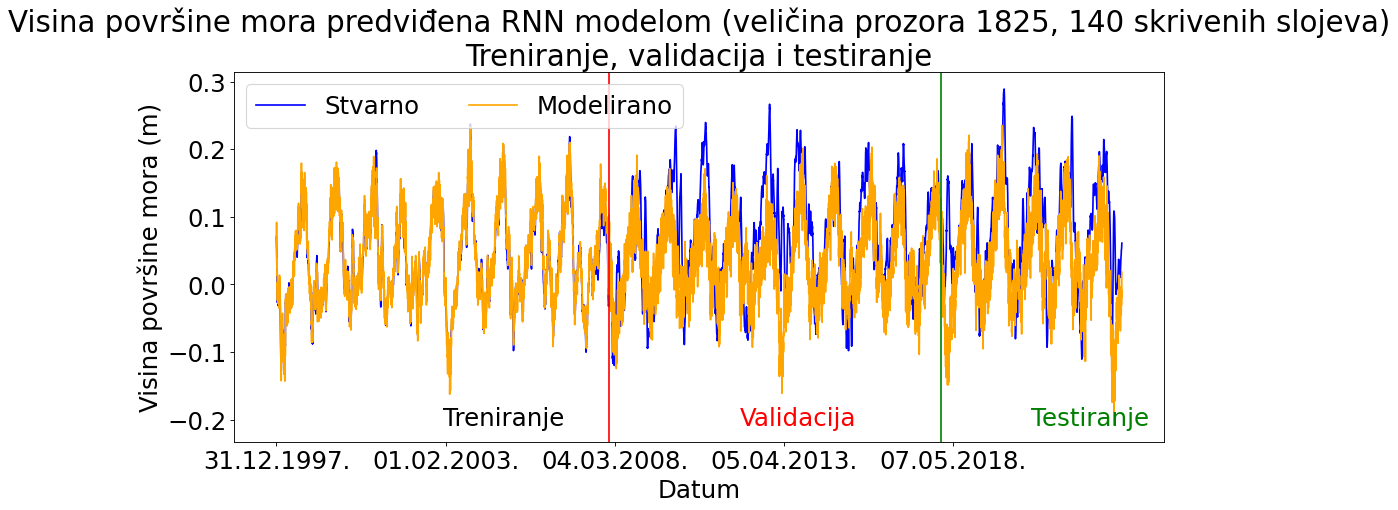 Visina površine mora predviđena RNN modelom (veličina prozora 1825, 140 skrivenih slojeva)
Treniranje, validacija i testiranje
Stvarno
Modelirano
Visina površine mora (m)
0.3
0.2
0.1
0.0
−0.1
−0.2
Treniranje
Validacija
Testiranje
31.12.1997.
01.02.2003.
04.03.2008.
05.04.2013.
07.05.2018.
Datum